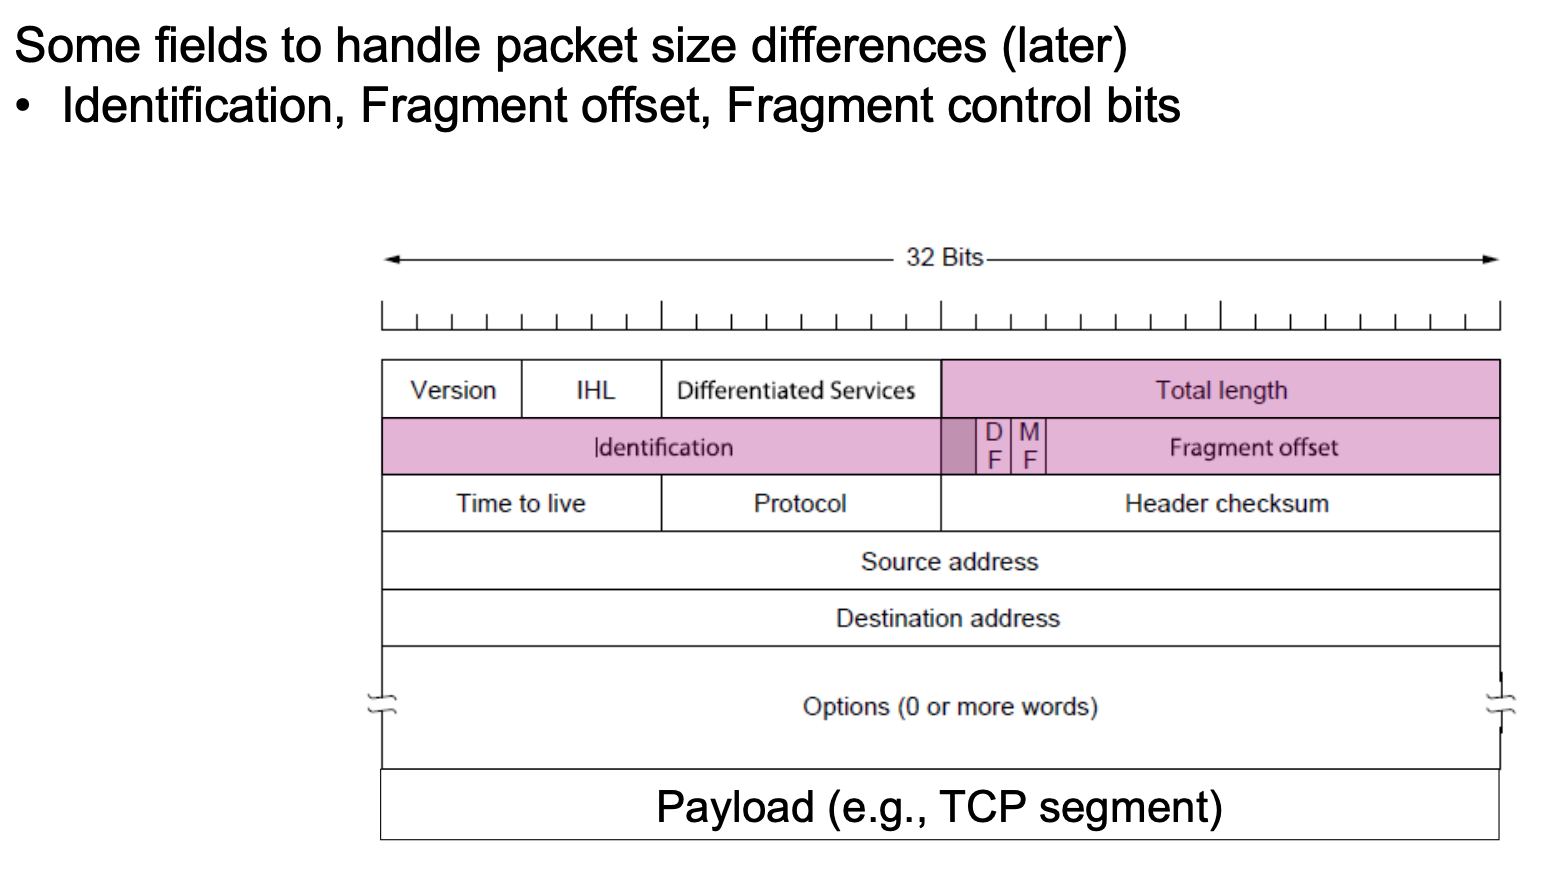 Some fields to handle packet size differences (later)
• Identification, Fragment offset, Fragment control bits
32 Bits
Version IHL Differentiated Services Total length
Identification DF MF Fragment offset
Time to live Protocol Header checksum
Source address
Destination address
Options (0 or more words)
Payload (e.g., TCP segment)